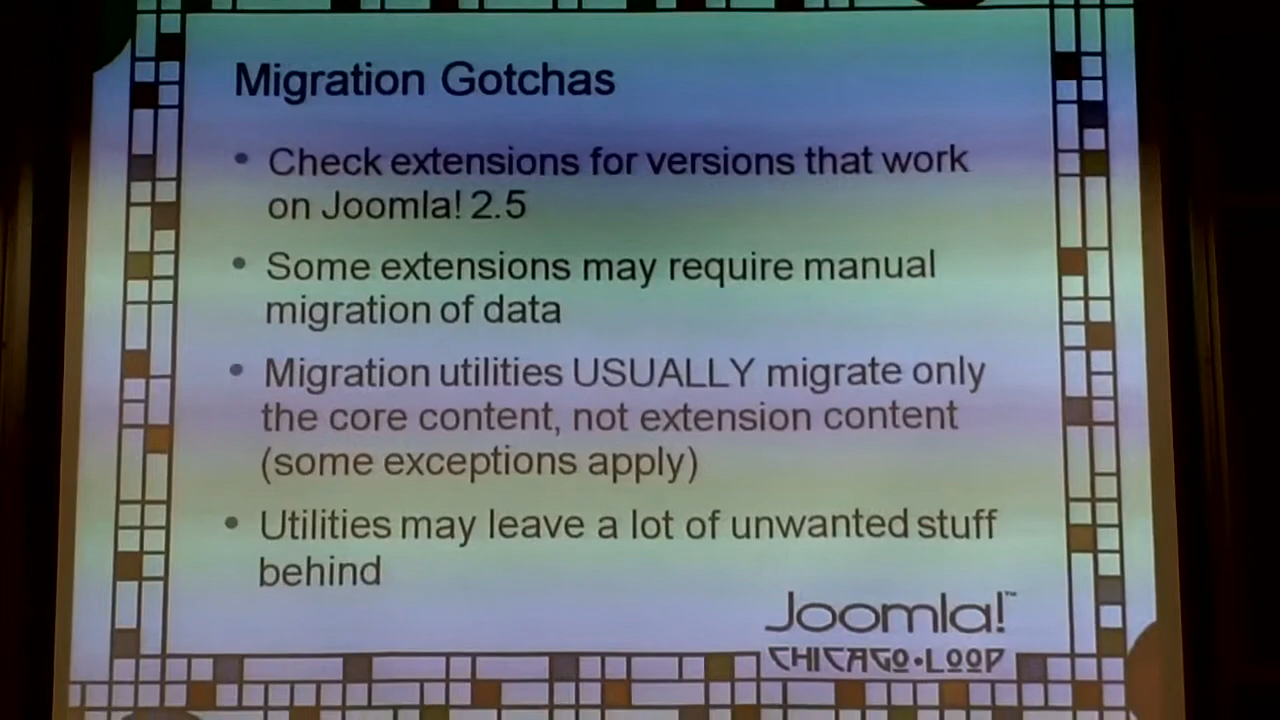 Migration Gotchas
• Check extensions for versions that work
on Joomla! 2.5
• Some extensions may require manual
migration of data
• Migration utilities USUALLY migrate only
the core content, not extension content
(some exceptions apply)
• Utilities may leave a lot of unwanted stuff
behind
Joomla!™
CHICAGO•LOOP